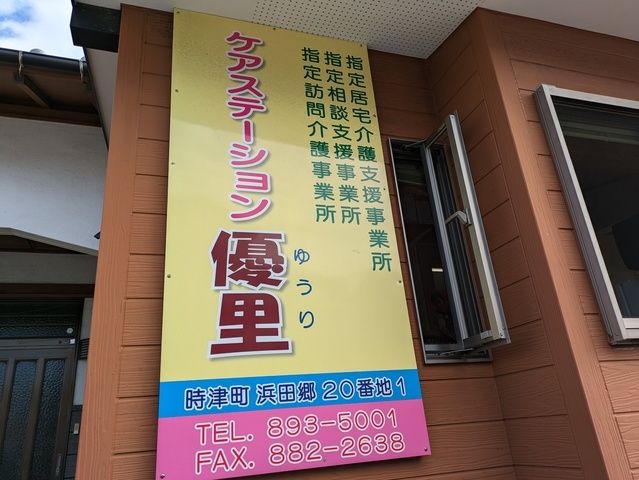 指定居宅介護支援事業所
指定相談支援事業所
指定訪問介護事業所
ケアステーション
優里
ゆうり
時津町 浜田郷 20番地1
TEL. 893-5001
FAX. 882-2638